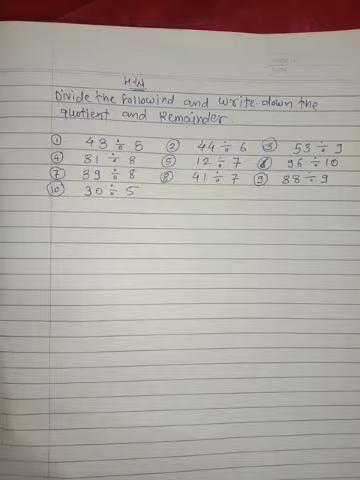 H.W
Divide the followind and write down the
quotient and Remainder.
① 43 ÷ 5 ② 44 ÷ 6 ③ 53 ÷ 9
④ 81 ÷ 8 ⑤ 12 ÷ 7 ⑥ 96 ÷ 10
⑦ 89 ÷ 8 ⑧ 41 ÷ 7 ⑨ 88 ÷ 9
⑩ 30 ÷ 5